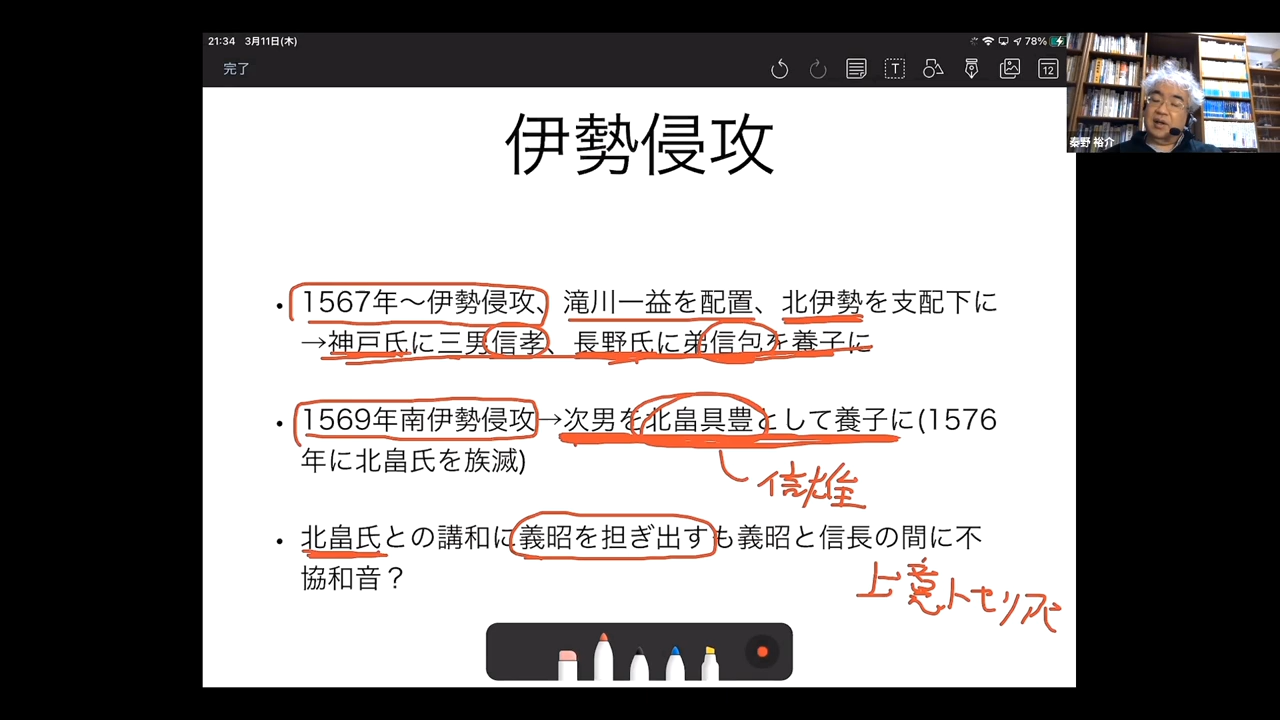 21:34 3月11日(木)
78%
完了
12
秦野 裕介
伊勢侵攻
・1567年〜伊勢侵攻、滝川一益を配置、北伊勢を支配下に
→神戸氏に三男信孝、長野氏に弟信包を養子に
・1569年南伊勢侵攻→次男を北畠具豊として養子に(1576
年に北畠氏を族滅)
信雄
・北畠氏との講和に義昭を担ぎ出すも義昭と信長の間に不
協和音？
上意トセリアヒ